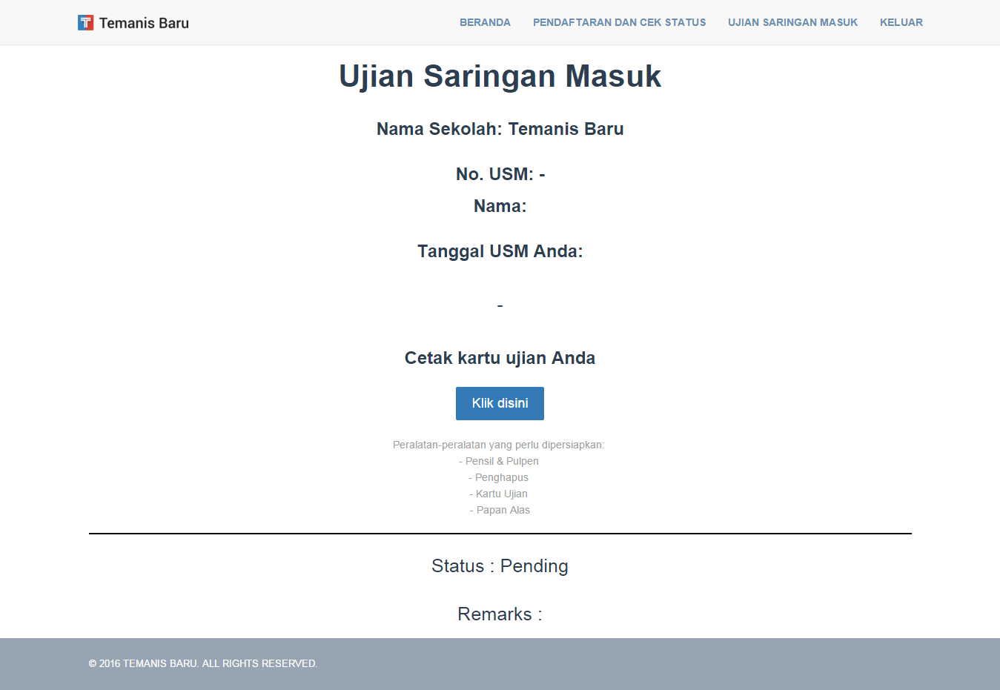 Temanis Baru
BERANDA PENDAFTARAN DAN CEK STATUS UJIAN SARINGAN MASUK KELUAR
Ujian Saringan Masuk
Nama Sekolah: Temanis Baru
No. USM: -
Nama:
Tanggal USM Anda:
-
Cetak kartu ujian Anda
Klik disini
Peralatan-peralatan yang perlu dipersiapkan:
- Pensil & Pulpen
- Penghapus
- Kartu Ujian
- Papan Alas
Status : Pending
Remarks :
© 2016 TEMANIS BARU. ALL RIGHTS RESERVED.